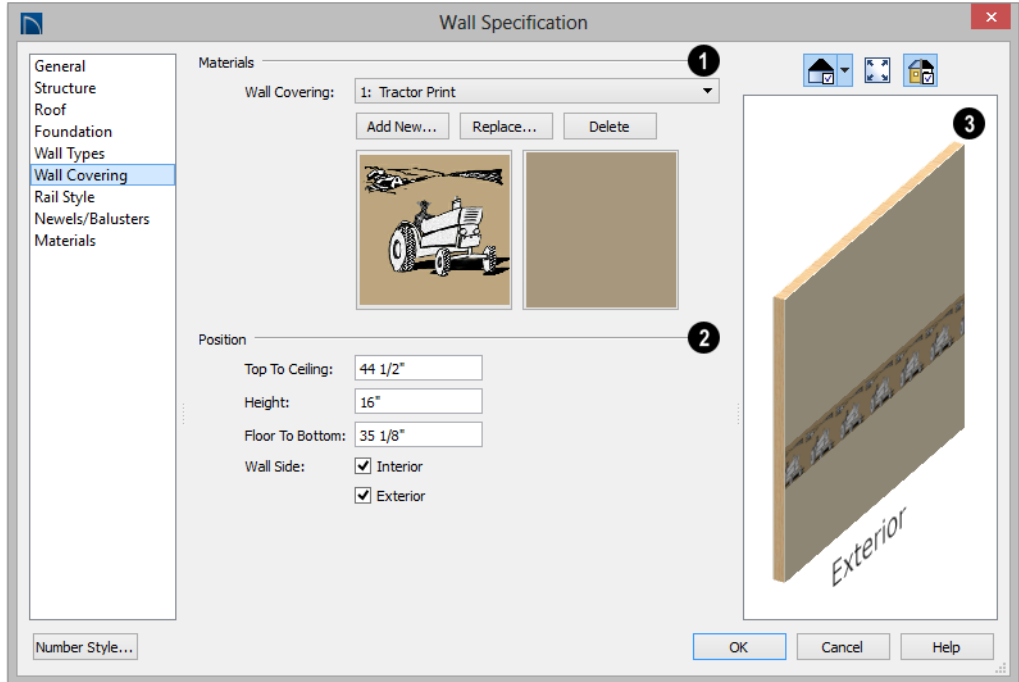 Wall Specification
General
Structure
Roof
Foundation
Wall Types
Wall Covering
Rail Style
Newels/Balusters
Materials
Materials 1
Wall Covering: 1: Tractor Print
Add New... Replace... Delete
Position 2
Top To Ceiling: 44 1/2"
Height: 16"
Floor To Bottom: 35 1/8"
Wall Side: Interior
Exterior
3
Exterior
Number Style... OK Cancel Help